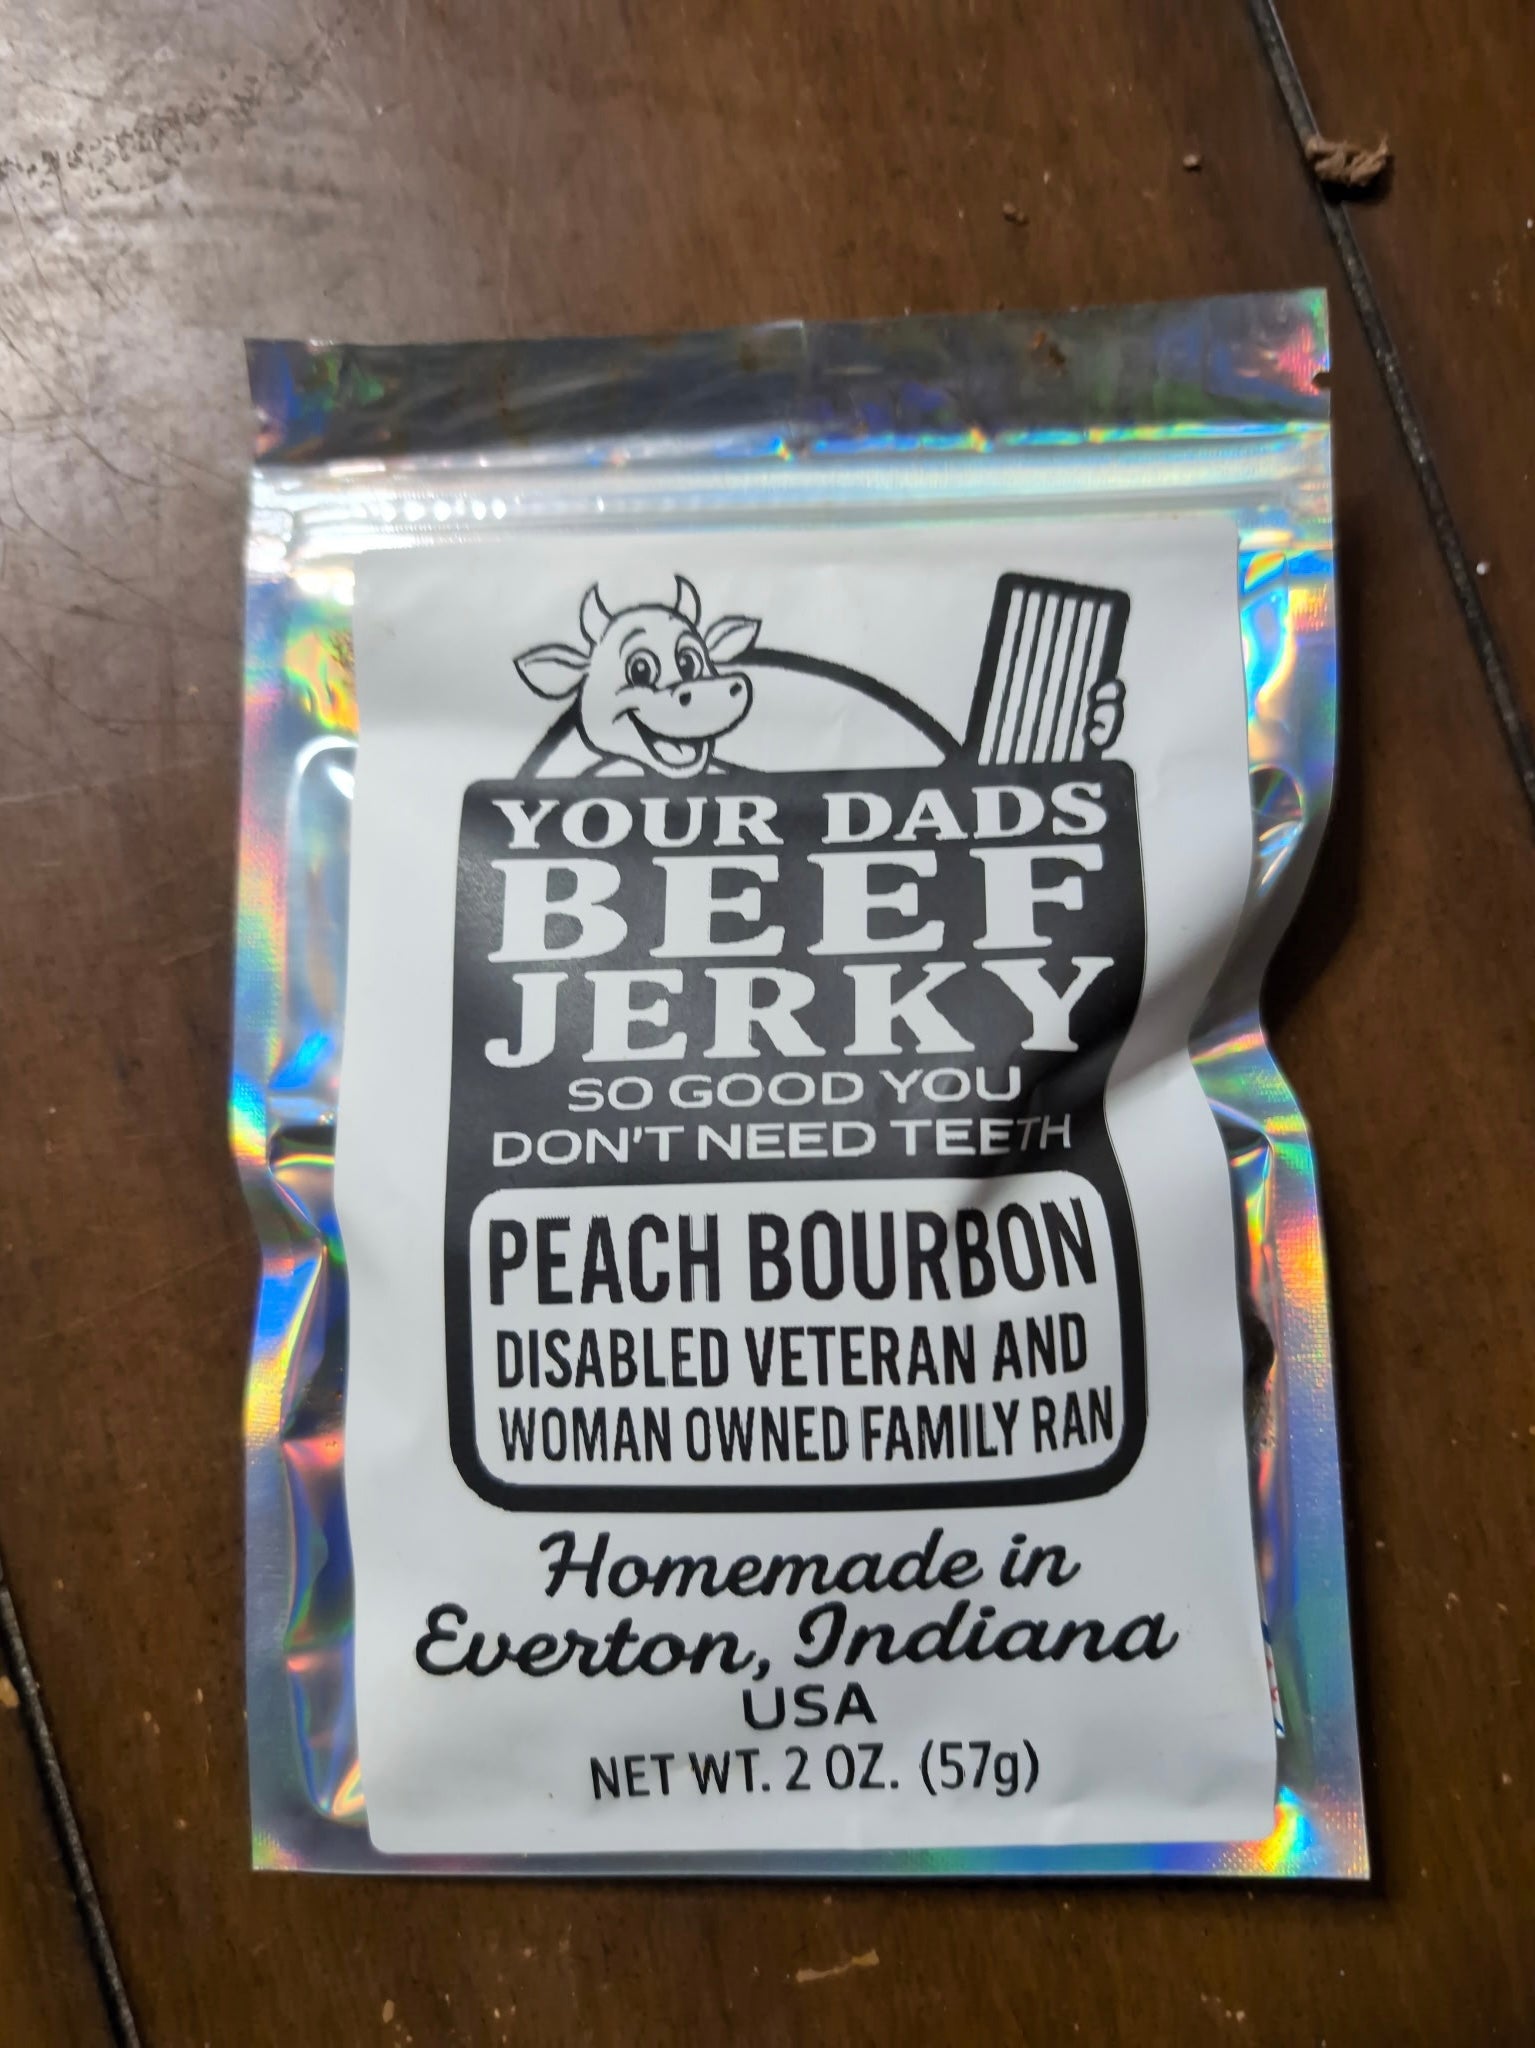 YOUR DADS
BEEF
JERKY
SO GOOD YOU
DON'T NEED TEETH
PEACH BOURBON
DISABLED VETERAN AND
WOMAN OWNED FAMILY RAN
Homemade in
Everton, Indiana
USA
NET WT. 2 OZ. (57g)